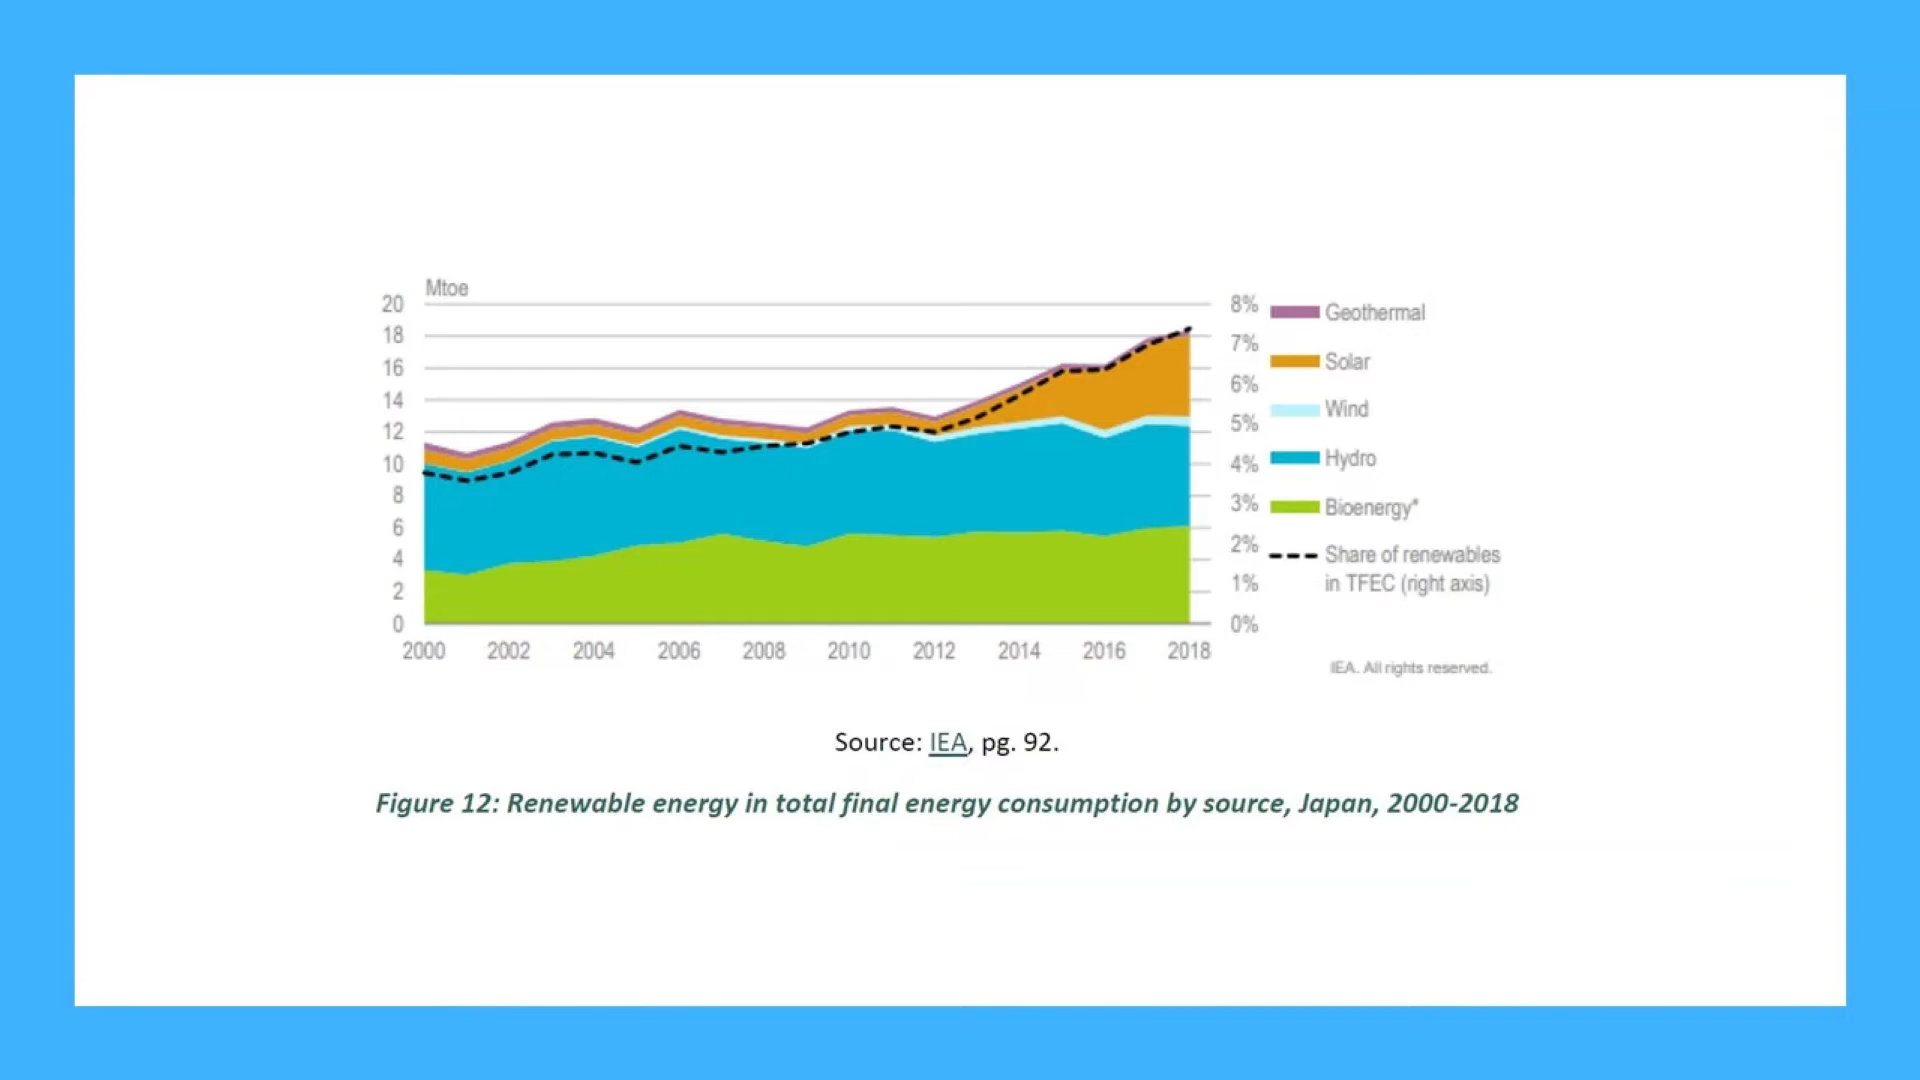 Mtoe
20
18
16
14
12
10
8
6
4
2
0
2000 2002 2004 2006 2008 2010 2012 2014 2016 2018
8%
7%
6%
5%
4%
3%
2%
1%
0%
Geothermal
Solar
Wind
Hydro
Bioenergy*
Share of renewables
in TFEC (right axis)
IEA. All rights reserved.
Source: IEA, pg. 92.
Figure 12: Renewable energy in total final energy consumption by source, Japan, 2000-2018